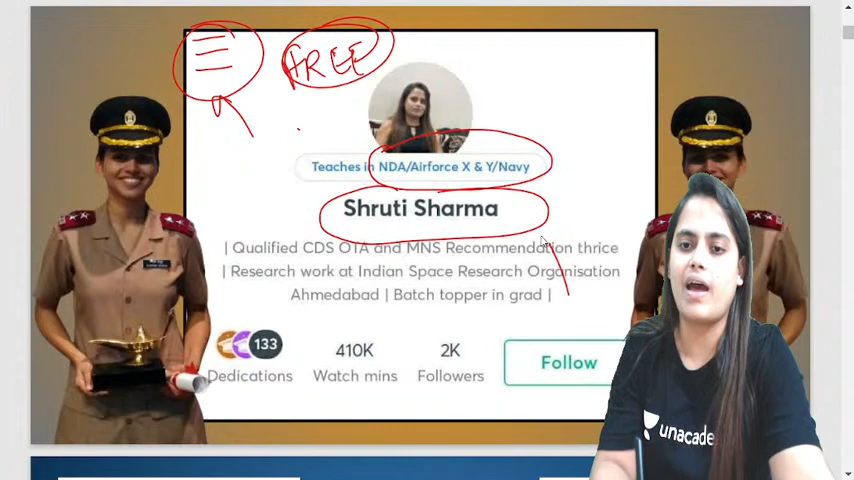 FREE
Teaches in NDA/Airforce X & Y/Navy
Shruti Sharma
| Qualified CDS OTA and MNS Recommendation thrice
| Research work at Indian Space Research Organisation
Ahmedabad | Batch topper in grad |
133
410K
2K
Dedications
Watch mins
Followers
Follow
unacade